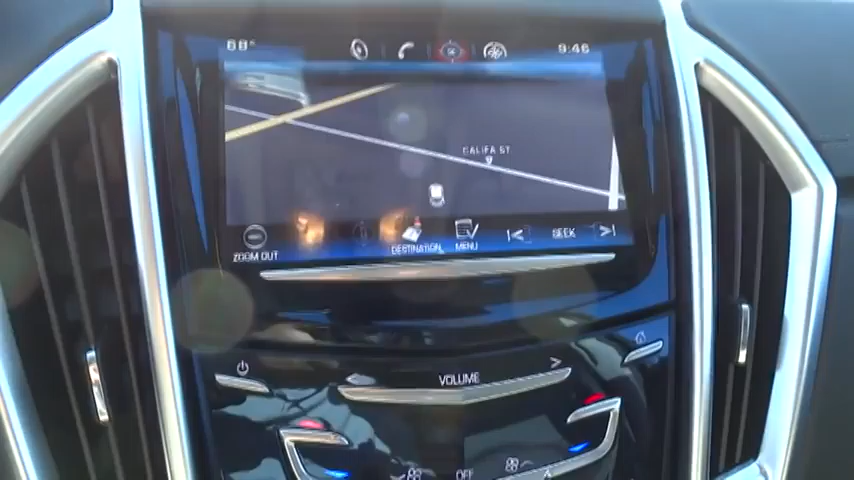 68° 9:46
CALIFA ST
ZOOM OUT DESTINATION MENU SEEK
VOLUME
OFF